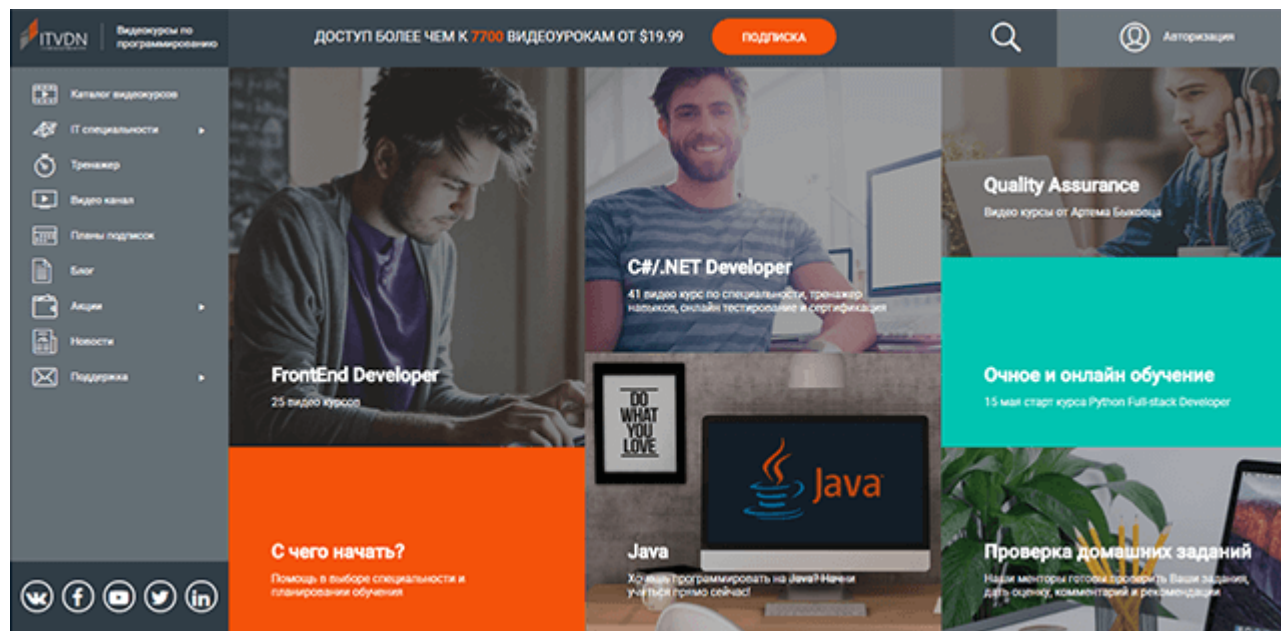 ITVDN
Видеокурсы по
программированию
ДОСТУП БОЛЕЕ ЧЕМ К 7700 ВИДЕОУРОКАМ ОТ $19.99
ПОДПИСКА
Авторизация
Каталог видеокурсов
IT специальности
Тренажер
Видео канал
Планы подписок
Блог
Акции
Новости
Поддержка
FrontEnd Developer
25 видео курсов
C#/.NET Developer
41 видео курс по специальности, тренажер
навыков, онлайн тестирование и сертификация
Quality Assurance
Видео курсы от Артема Быковца
Очное и онлайн обучение
15 мая старт курса Python Full-stack Developer
С чего начать?
Помощь в выборе специальности и
планировании обучения
DO
WHAT
YOU
LOVE
Java
Java
Хочешь программировать на Java? Начни
учиться прямо сейчас!
Проверка домашних заданий
Наши менторы готовы проверить Ваши задания,
дать оценку, комментарий и рекомендации